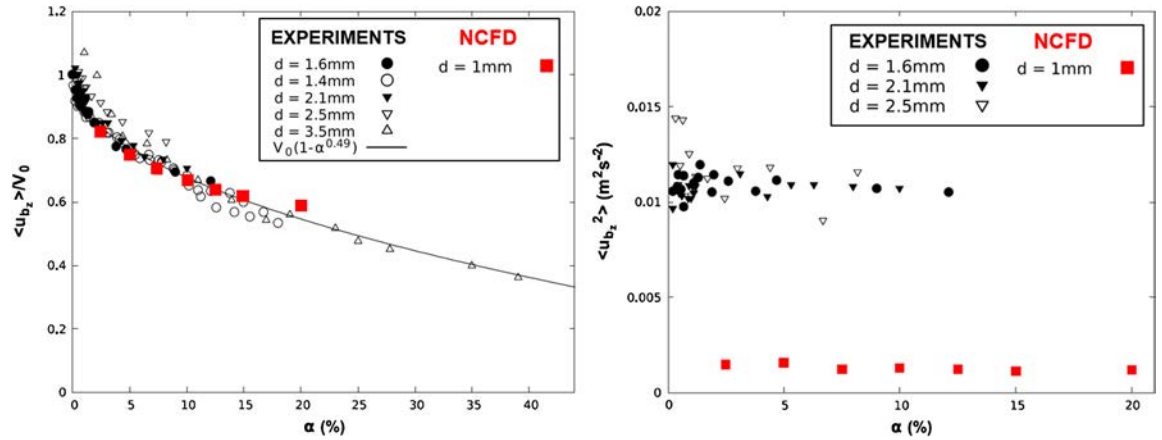 1.2
1
0.8
0.6
0.4
0.2
0
<u_bz>/V_0
EXPERIMENTS NCFD
d = 1.6mm d = 1mm
d = 1.4mm
d = 2.1mm
d = 2.5mm
d = 3.5mm
V_0(1-α^0.49)
0 5 10 15 20 25 30 35 40
α (%)
0.02
0.015
0.01
0.005
0
<u_bz^2> (m^2s^-2)
EXPERIMENTS NCFD
d = 1.6mm d = 1mm
d = 2.1mm
d = 2.5mm
0 5 10 15 20
α (%)